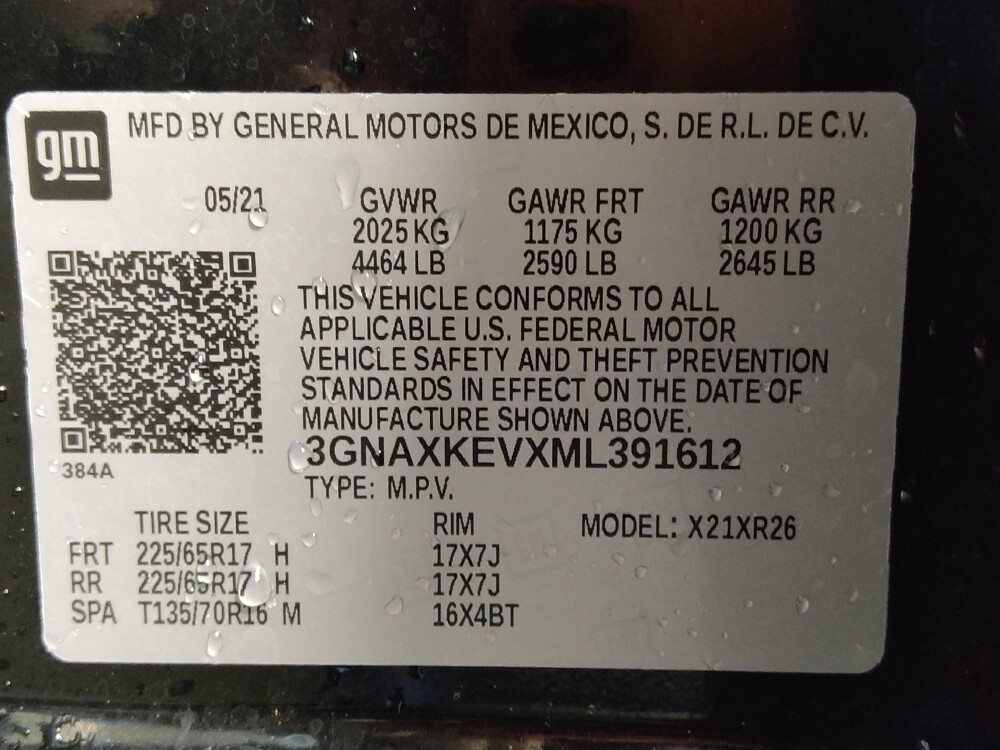 gm
MFD BY GENERAL MOTORS DE MEXICO, S. DE R.L. DE C.V.
05/21 GVWR GAWR FRT GAWR RR
2025 KG 1175 KG 1200 KG
4464 LB 2590 LB 2645 LB
THIS VEHICLE CONFORMS TO ALL
APPLICABLE U.S. FEDERAL MOTOR
VEHICLE SAFETY AND THEFT PREVENTION
STANDARDS IN EFFECT ON THE DATE OF
MANUFACTURE SHOWN ABOVE.
3GNAXKEVXML391612
384A
TYPE: M.P.V.
TIRE SIZE RIM MODEL: X21XR26
FRT 225/65R17 H 17X7J
RR 225/65R17 H 17X7J
SPA T135/70R16 M 16X4BT